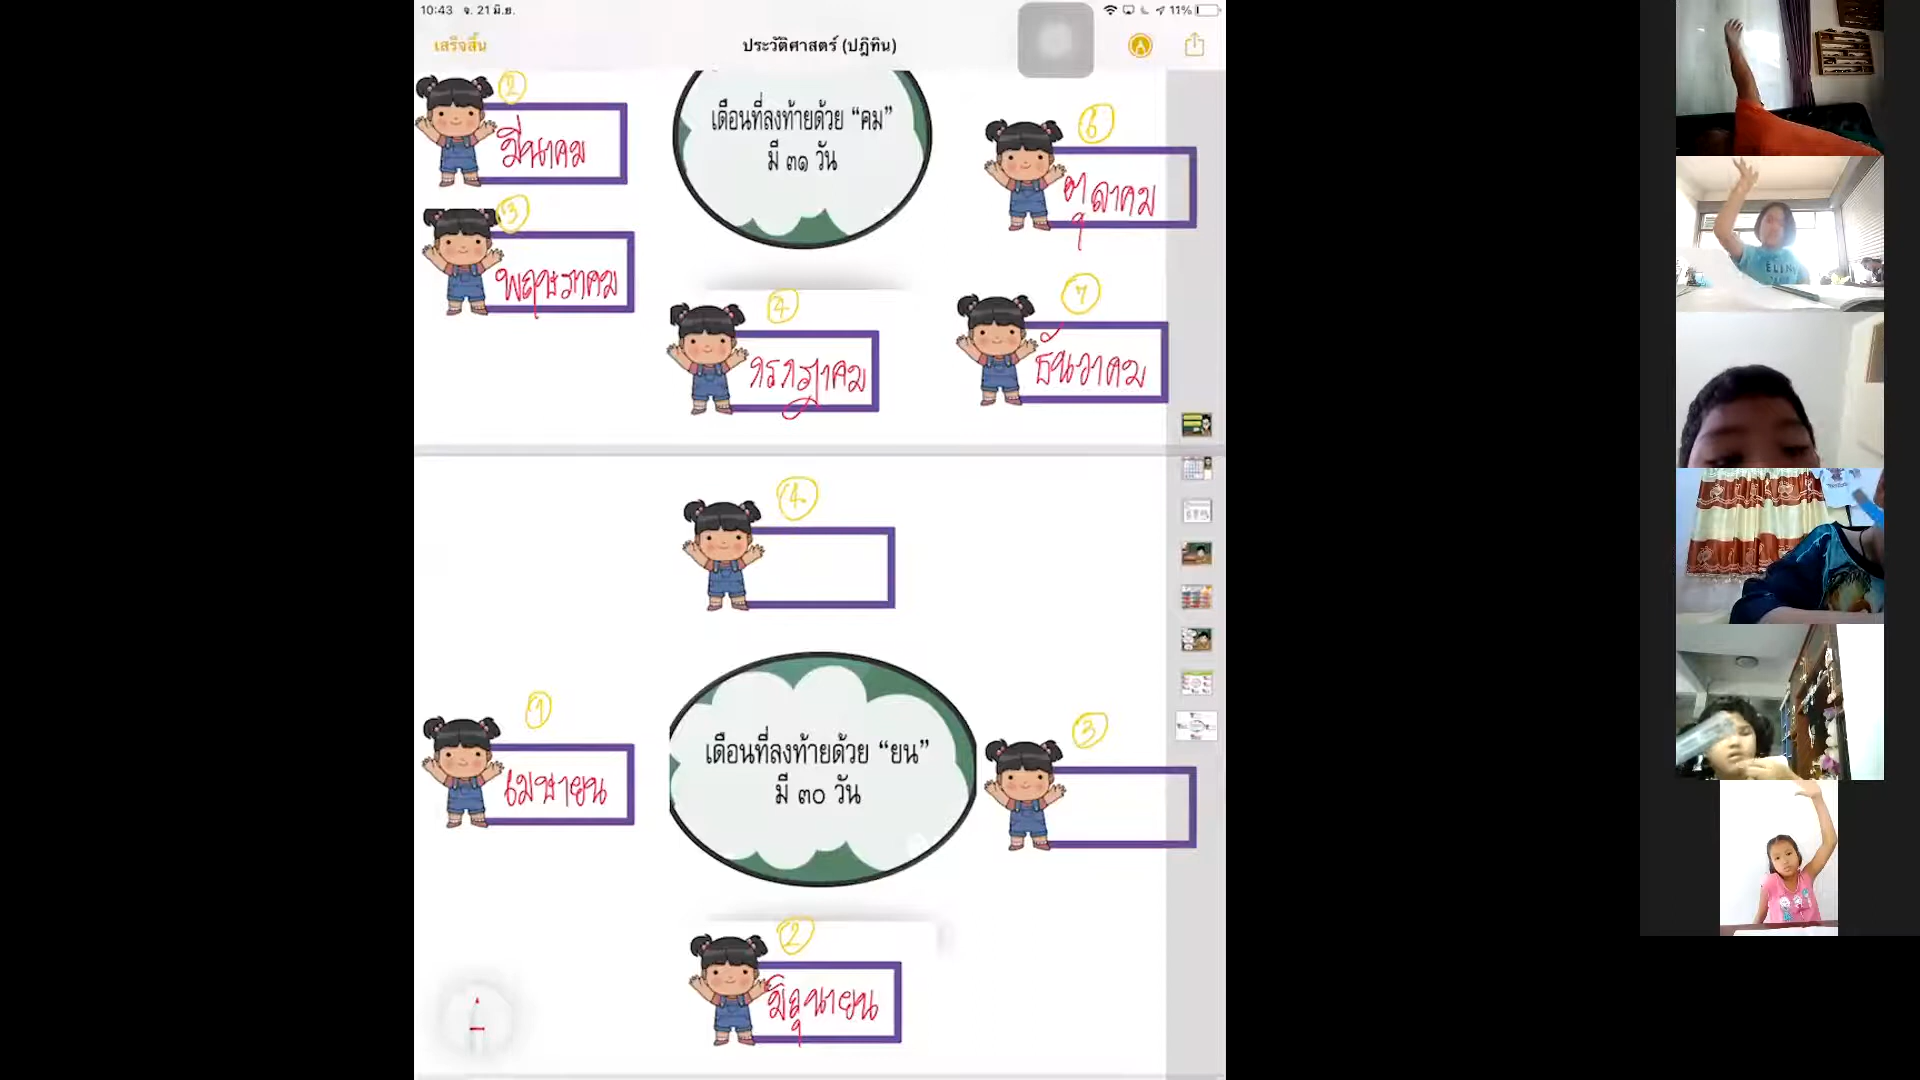 10:43 จ. 21 มิ.ย.
11%
เสร็จสิ้น
ประวัติศาสตร์ (ปฎิทิน)
2
มีนาคม
เดือนที่ลงท้ายด้วย “คม”
มี ๓๑ วัน
6
ตุลาคม
3
พฤษภาคม
4
กรกฎาคม
7
ธันวาคม
4
1
เมษายน
เดือนที่ลงท้ายด้วย “ยน”
มี ๓๐ วัน
3
2
มิถุนายน